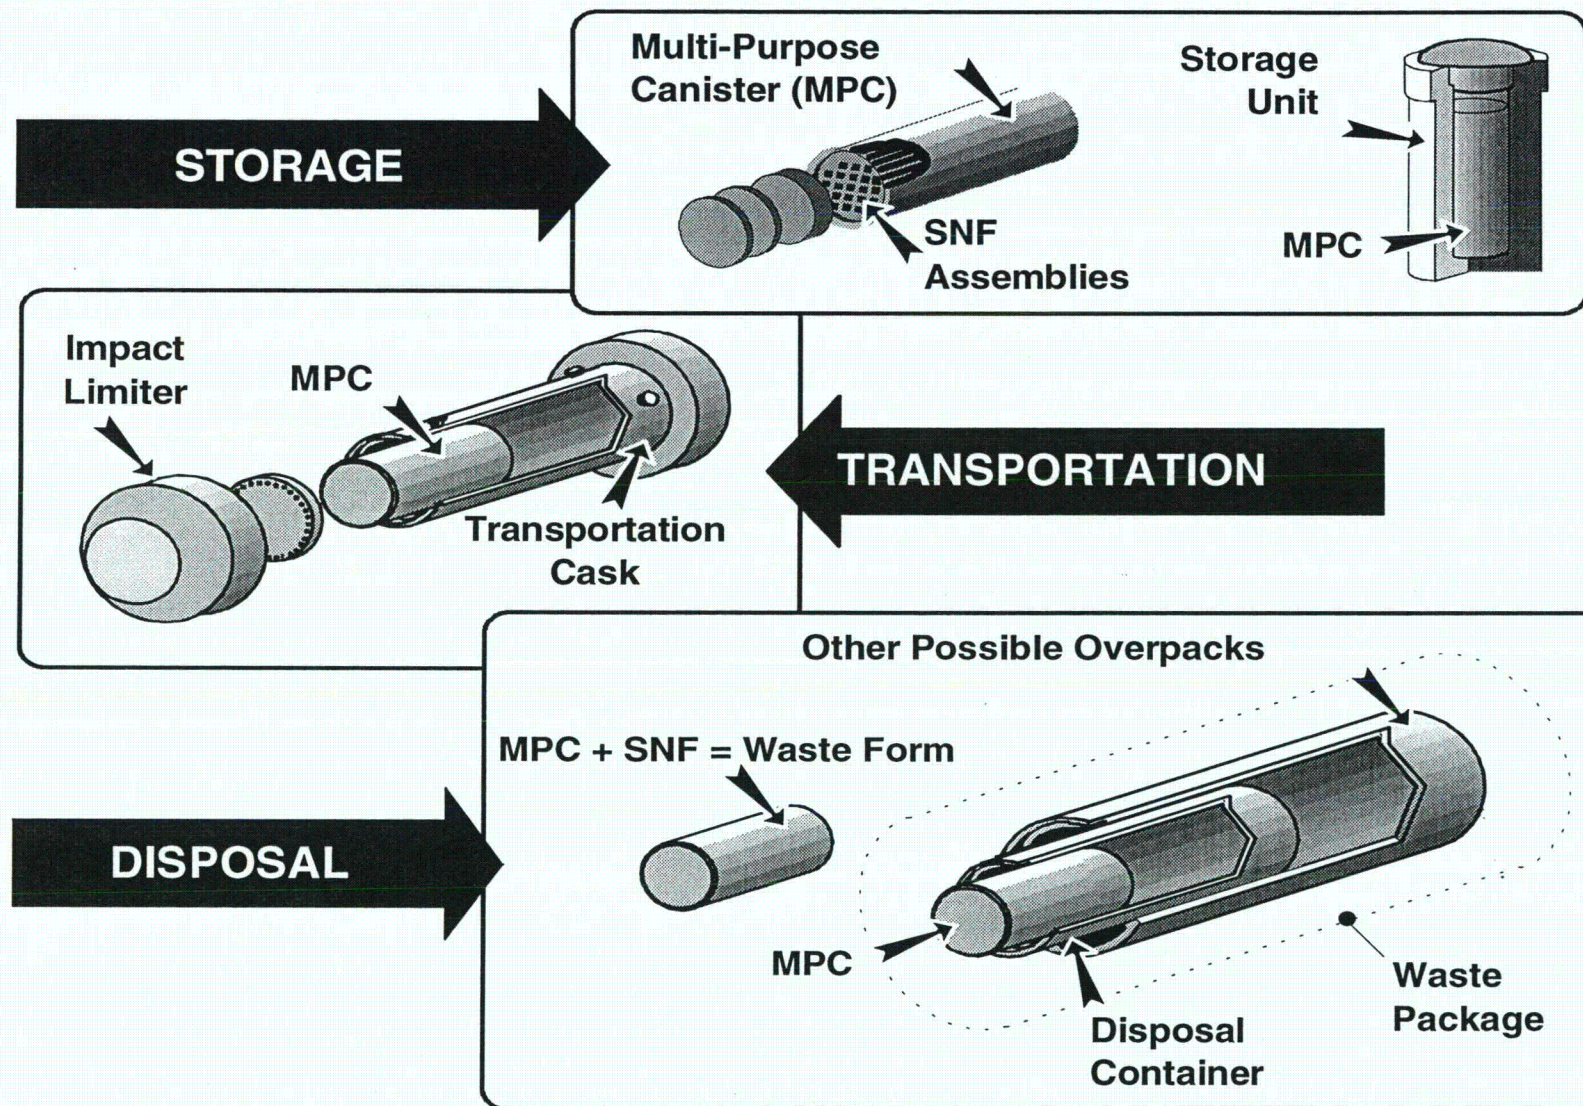 STORAGE
Multi-Purpose
Canister (MPC)
SNF
Assemblies
Storage
Unit
MPC
Impact
Limiter
MPC
Transportation
Cask
TRANSPORTATION
DISPOSAL
Other Possible Overpacks
MPC + SNF = Waste Form
MPC
Disposal
Container
Waste
Package